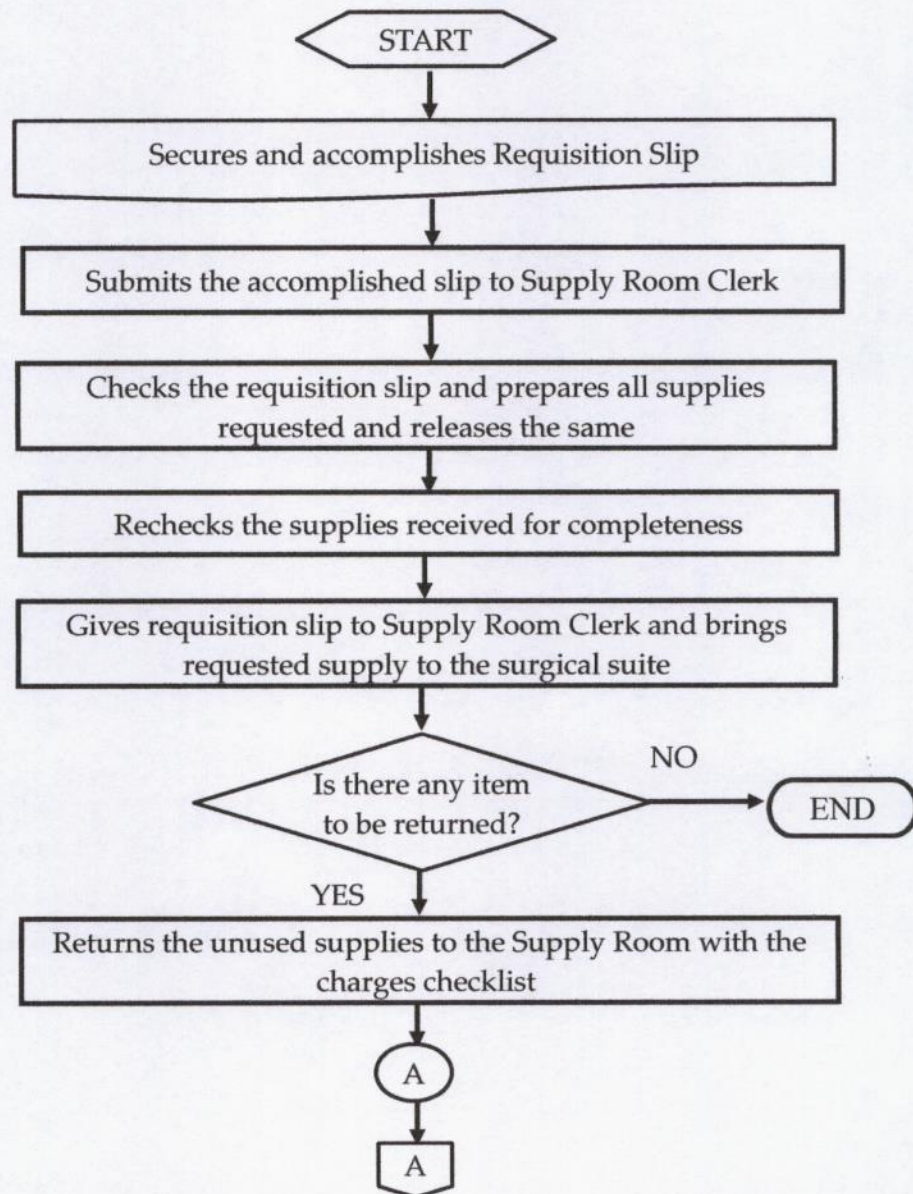 START
Secures and accomplishes Requisition Slip
Submits the accomplished slip to Supply Room Clerk
Checks the requisition slip and prepares all supplies
requested and releases the same
Rechecks the supplies received for completeness
Gives requisition slip to Supply Room Clerk and brings
requested supply to the surgical suite
Is there any item
to be returned?
NO
END
YES
Returns the unused supplies to the Supply Room with the
charges checklist
A
A